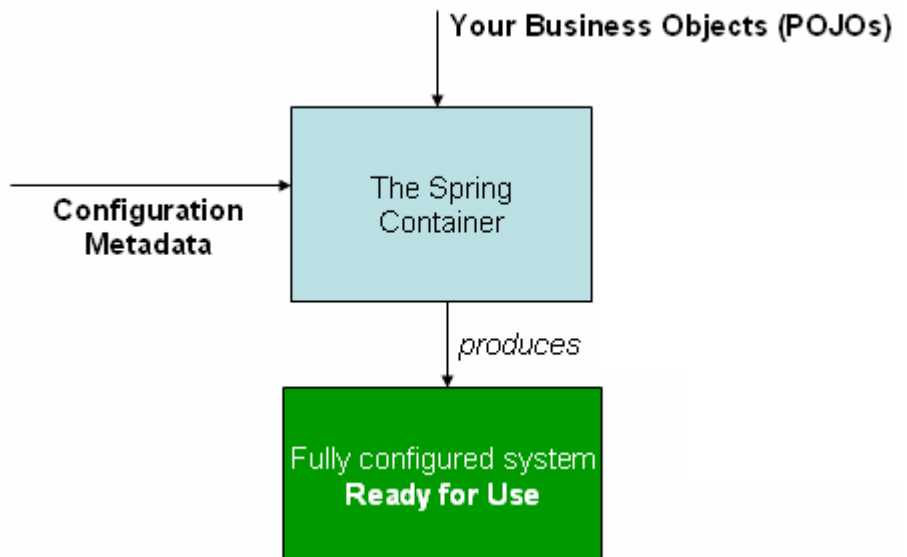 Your Business Objects (POJOs)
The Spring
Container
Configuration
Metadata
produces
Fully configured system
Ready for Use